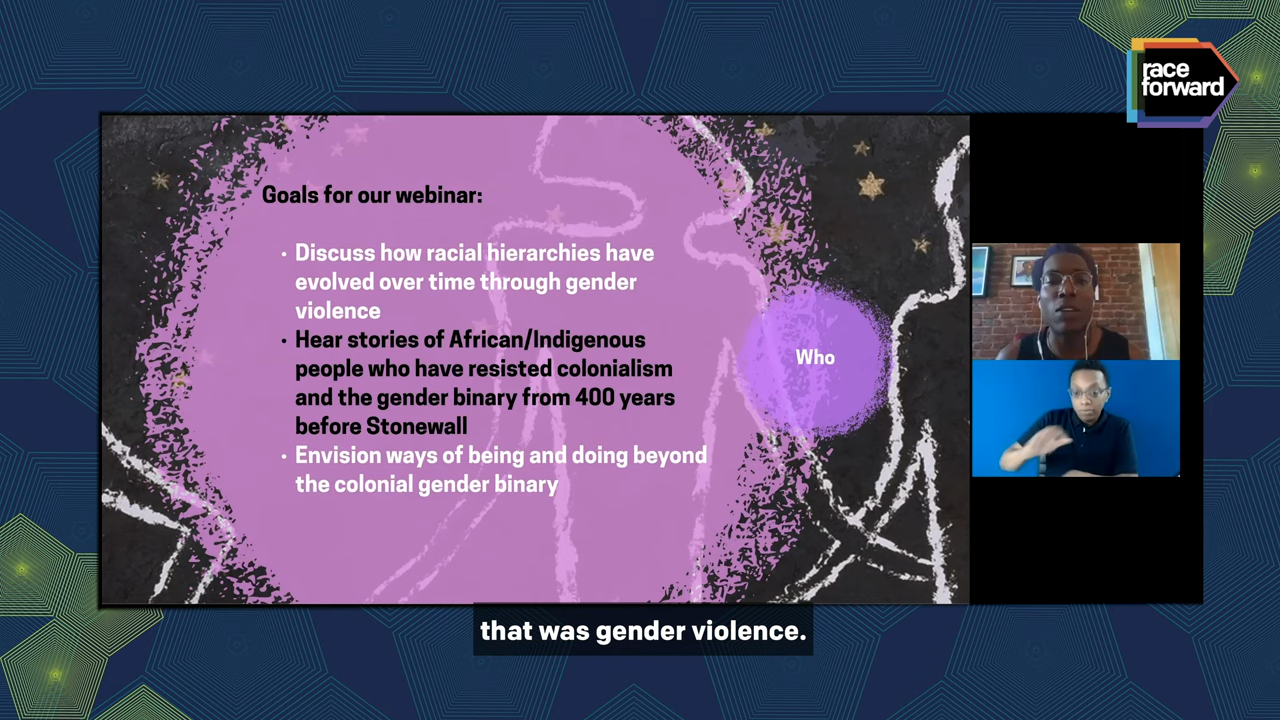 race
forward
Goals for our webinar:
• Discuss how racial hierarchies have
evolved over time through gender
violence
• Hear stories of African/Indigenous
people who have resisted colonialism
and the gender binary from 400 years
before Stonewall
• Envision ways of being and doing beyond
the colonial gender binary
Who
that was gender violence.